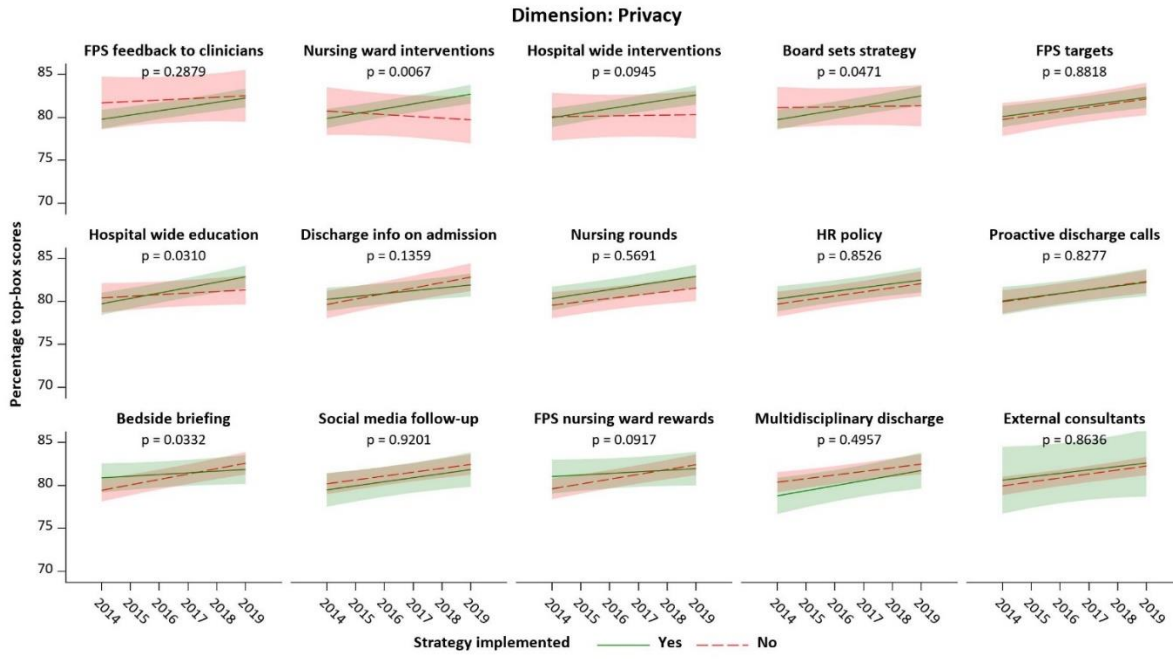 Dimension: Privacy
FPS feedback to clinicians
p = 0.2879
Nursing ward interventions
p = 0.0067
Hospital wide interventions
p = 0.0945
Board sets strategy
p = 0.0471
FPS targets
p = 0.8818
85
80
75
70
Hospital wide education
p = 0.0310
Discharge info on admission
p = 0.1359
Nursing rounds
p = 0.5691
HR policy
p = 0.8526
Proactive discharge calls
p = 0.8277
85
80
75
70
Percentage top-box scores
Bedside briefing
p = 0.0332
Social media follow-up
p = 0.9201
FPS nursing ward rewards
p = 0.0917
Multidisciplinary discharge
p = 0.4957
External consultants
p = 0.8636
85
80
75
70
2014 2015 2016 2017 2018 2019
2014 2015 2016 2017 2018 2019
2014 2015 2016 2017 2018 2019
2014 2015 2016 2017 2018 2019
2014 2015 2016 2017 2018 2019
Strategy implemented Yes No